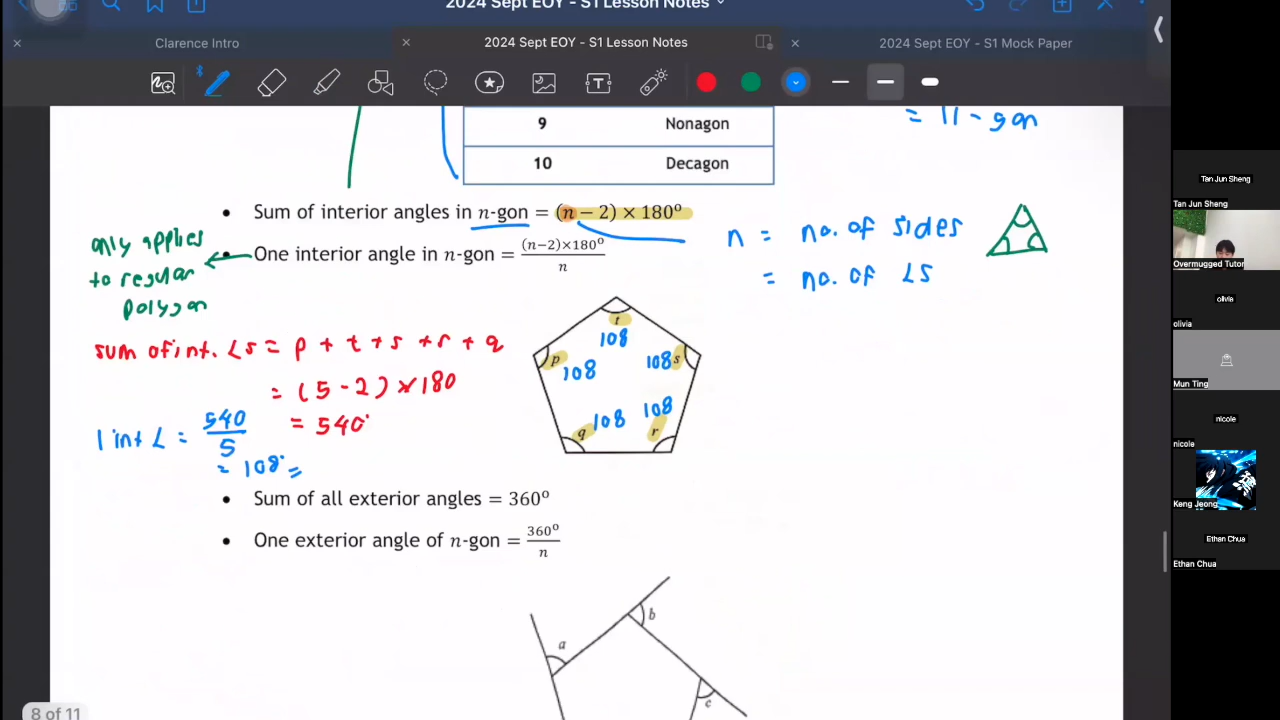 2024 Sept EOY - S1 Lesson Notes
Clarence Intro
2024 Sept EOY - S1 Lesson Notes
2024 Sept EOY - S1 Mock Paper
= 11 - gon
9 Nonagon
10 Decagon
• Sum of interior angles in n-gon = (n − 2) × 180°
• One interior angle in n-gon = (n−2)×180° / n
only applies
to regular
polygon
n = no. of sides
= no. of ∠s
sum of int. ∠s = p + t + s + r + q
= (5 - 2) × 180
= 540°
1 int ∠ = 540 / 5
= 108° =
t
108
p
108
108 s
q 108
108
r
• Sum of all exterior angles = 360°
• One exterior angle of n-gon = 360° / n
a
b
c
8 of 11
Tan Jun Sheng
Tan Jun Sheng
Overmugged Tutor
olivia
olivia
Mun Ting
nicole
nicole
Keng Jeong
Ethan Chua
Ethan Chua